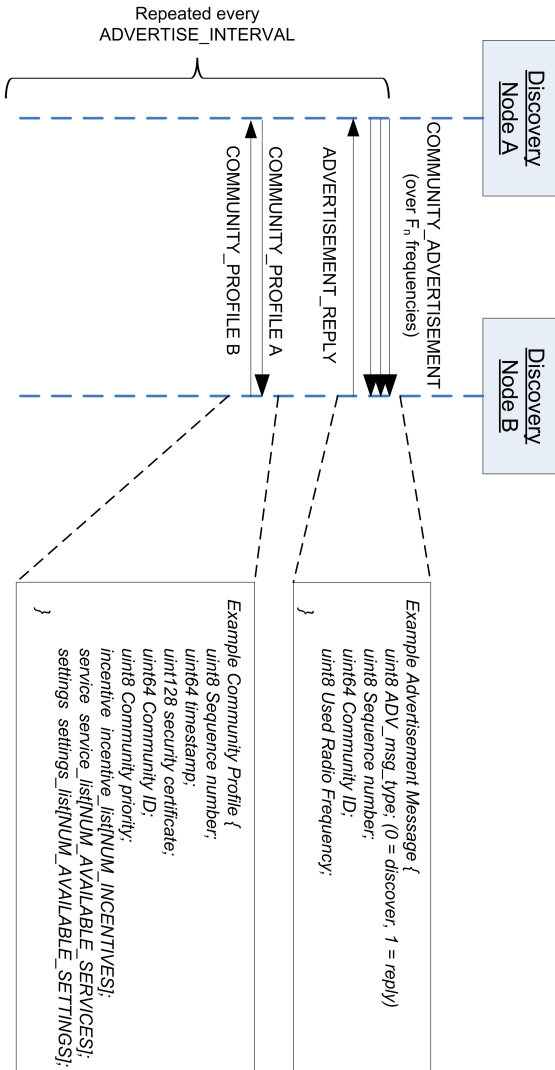 Discovery
Node A
Discovery
Node B
Repeated every
ADVERTISE_INTERVAL
COMMUNITY_ADVERTISEMENT
(over Fn frequencies)
ADVERTISEMENT_REPLY
COMMUNITY_PROFILE A
COMMUNITY_PROFILE B
Example Advertisement Message {
uint8 ADV_msg_type; (0 = discover, 1 = reply)
uint8 Sequence number;
uint64 Community ID;
uint8 Used Radio Frequency;
}
Example Community Profile {
uint8 Sequence number;
uint64 timestamp;
uint128 security certificate;
uint64 Community ID;
uint8 Community priority;
incentive incentive_list[NUM_INCENTIVES];
service service_list[NUM_AVAILABLE_SERVICES];
settings settings_list[NUM_AVAILABLE_SETTINGS];
}